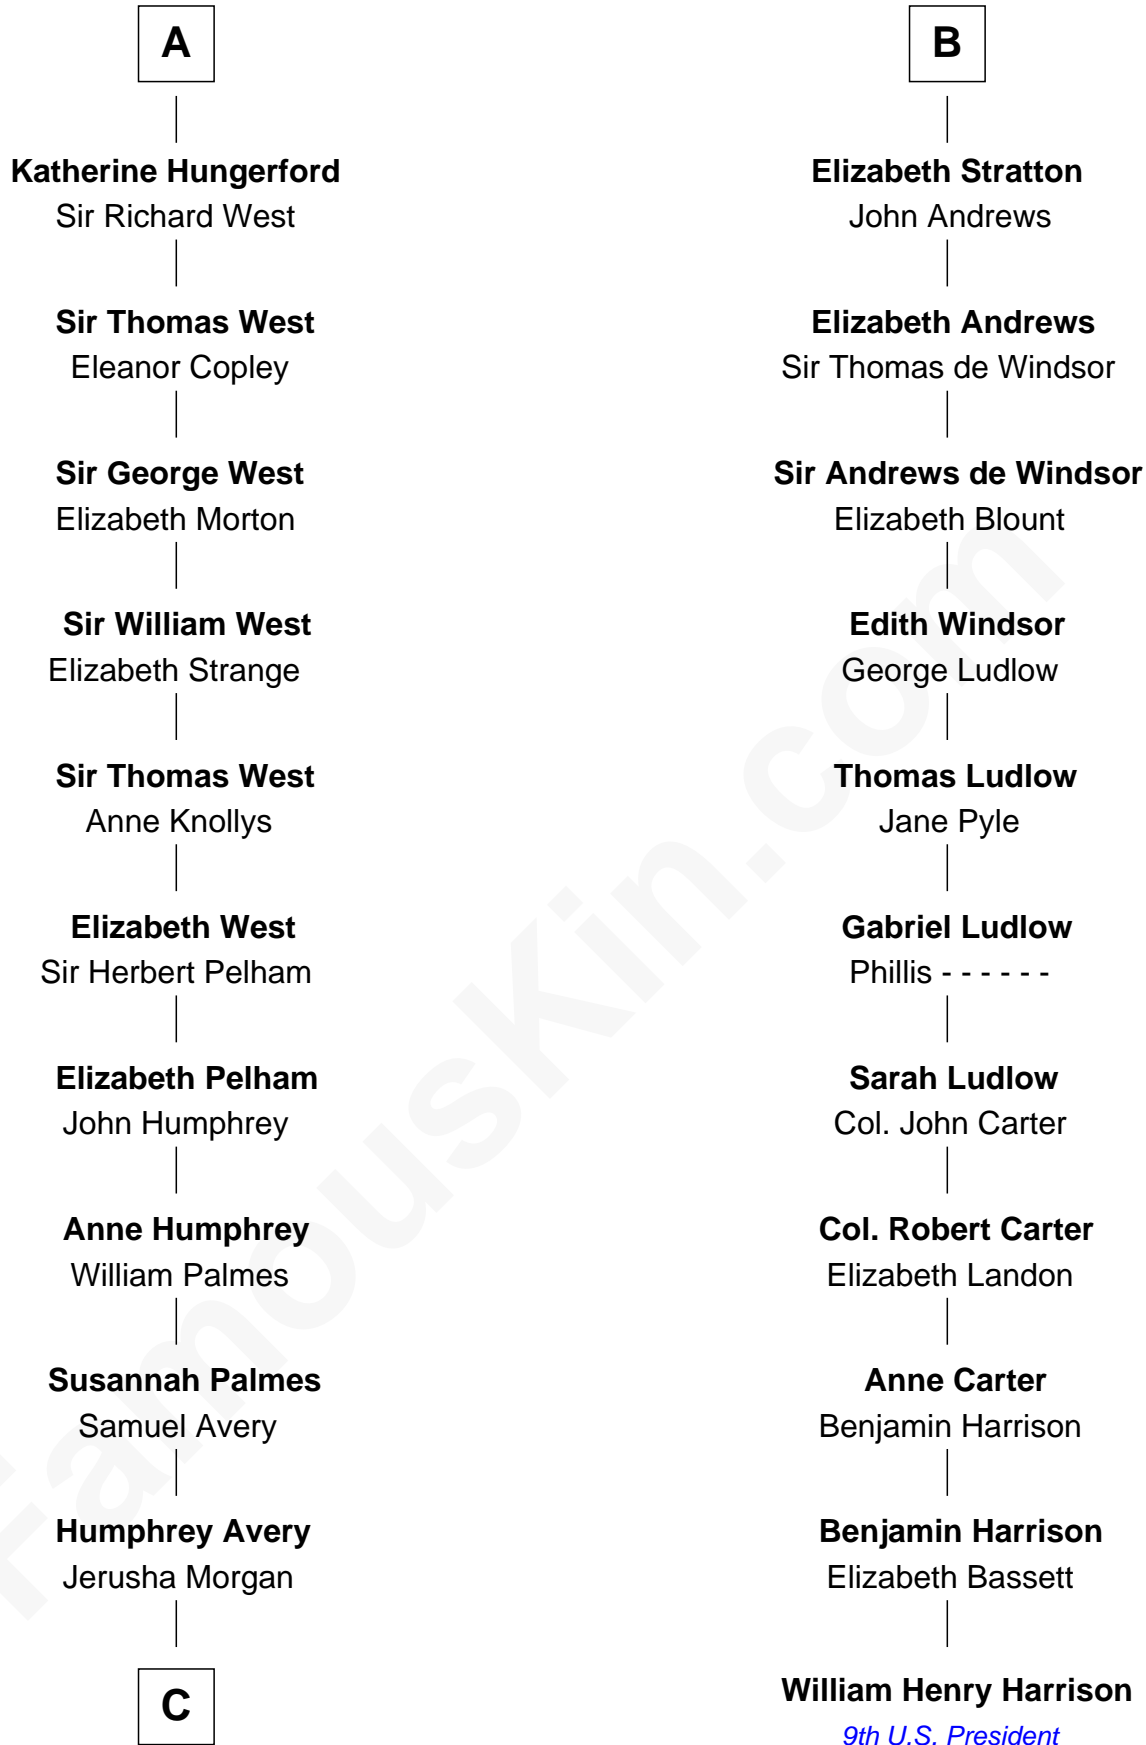 A
Katherine Hungerford
Sir Richard West
Sir Thomas West
Eleanor Copley
Sir George West
Elizabeth Morton
Sir William West
Elizabeth Strange
Sir Thomas West
Anne Knollys
Elizabeth West
Sir Herbert Pelham
Elizabeth Pelham
John Humphrey
Anne Humphrey
William Palmes
Susannah Palmes
Samuel Avery
Humphrey Avery
Jerusha Morgan
C
B
Elizabeth Stratton
John Andrews
Elizabeth Andrews
Sir Thomas de Windsor
Sir Andrews de Windsor
Elizabeth Blount
Edith Windsor
George Ludlow
Thomas Ludlow
Jane Pyle
Gabriel Ludlow
Phillis - - - - - -
Sarah Ludlow
Col. John Carter
Col. Robert Carter
Elizabeth Landon
Anne Carter
Benjamin Harrison
Benjamin Harrison
Elizabeth Bassett
William Henry Harrison
9th U.S. President
FamousKin.com